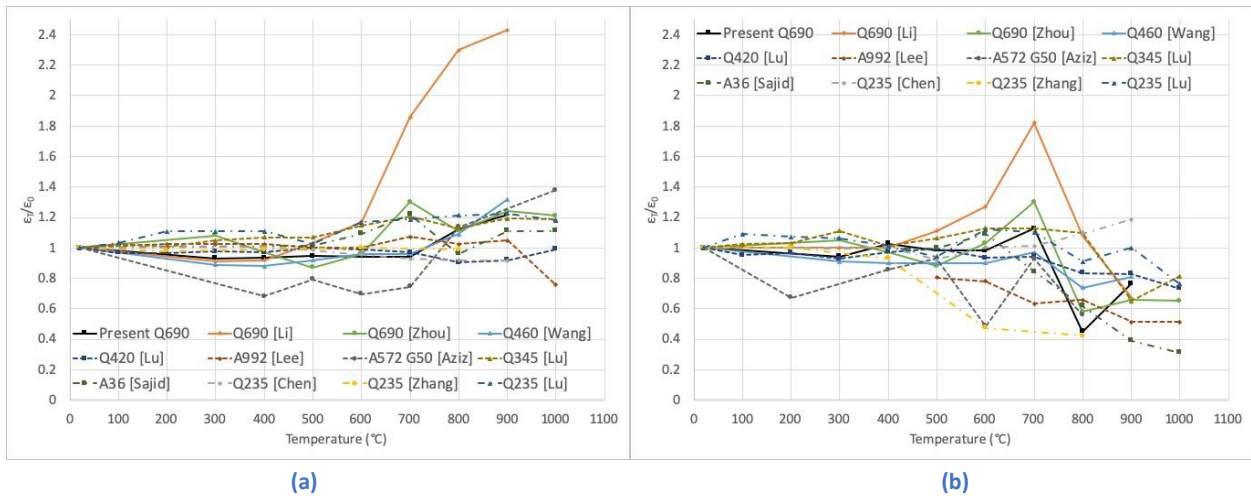 2.4
2.2
2
1.8
1.6
1.4
1.2
1
0.8
0.6
0.4
0.2
0
εT/ε0
Present Q690 Q690 [Li] Q690 [Zhou] Q460 [Wang]
Q420 [Lu] A992 [Lee] A572 G50 [Aziz] Q345 [Lu]
A36 [Sajid] Q235 [Chen] Q235 [Zhang] Q235 [Lu]
0 100 200 300 400 500 600 700 800 900 1000 1100
Temperature (°C)
(a)
Present Q690 Q690 [Li] Q690 [Zhou] Q460 [Wang]
Q420 [Lu] A992 [Lee] A572 G50 [Aziz] Q345 [Lu]
A36 [Sajid] Q235 [Chen] Q235 [Zhang] Q235 [Lu]
2.4
2.2
2
1.8
1.6
1.4
1.2
1
0.8
0.6
0.4
0.2
0
εT/ε0
0 100 200 300 400 500 600 700 800 900 1000 1100
Temperature (°C)
(b)